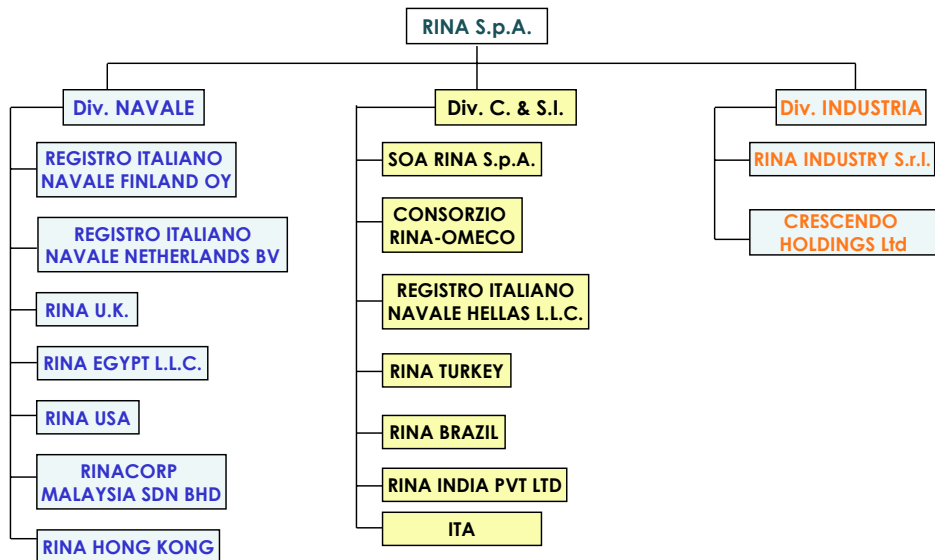 RINA S.p.A.
Div. NAVALE
REGISTRO ITALIANO
NAVALE FINLAND OY
REGISTRO ITALIANO
NAVALE NETHERLANDS BV
RINA U.K.
RINA EGYPT L.L.C.
RINA USA
RINACORP
MALAYSIA SDN BHD
RINA HONG KONG
Div. C. & S.I.
SOA RINA S.p.A.
CONSORZIO
RINA-OMECO
REGISTRO ITALIANO
NAVALE HELLAS L.L.C.
RINA TURKEY
RINA BRAZIL
RINA INDIA PVT LTD
ITA
Div. INDUSTRIA
RINA INDUSTRY S.r.l.
CRESCENDO
HOLDINGS Ltd